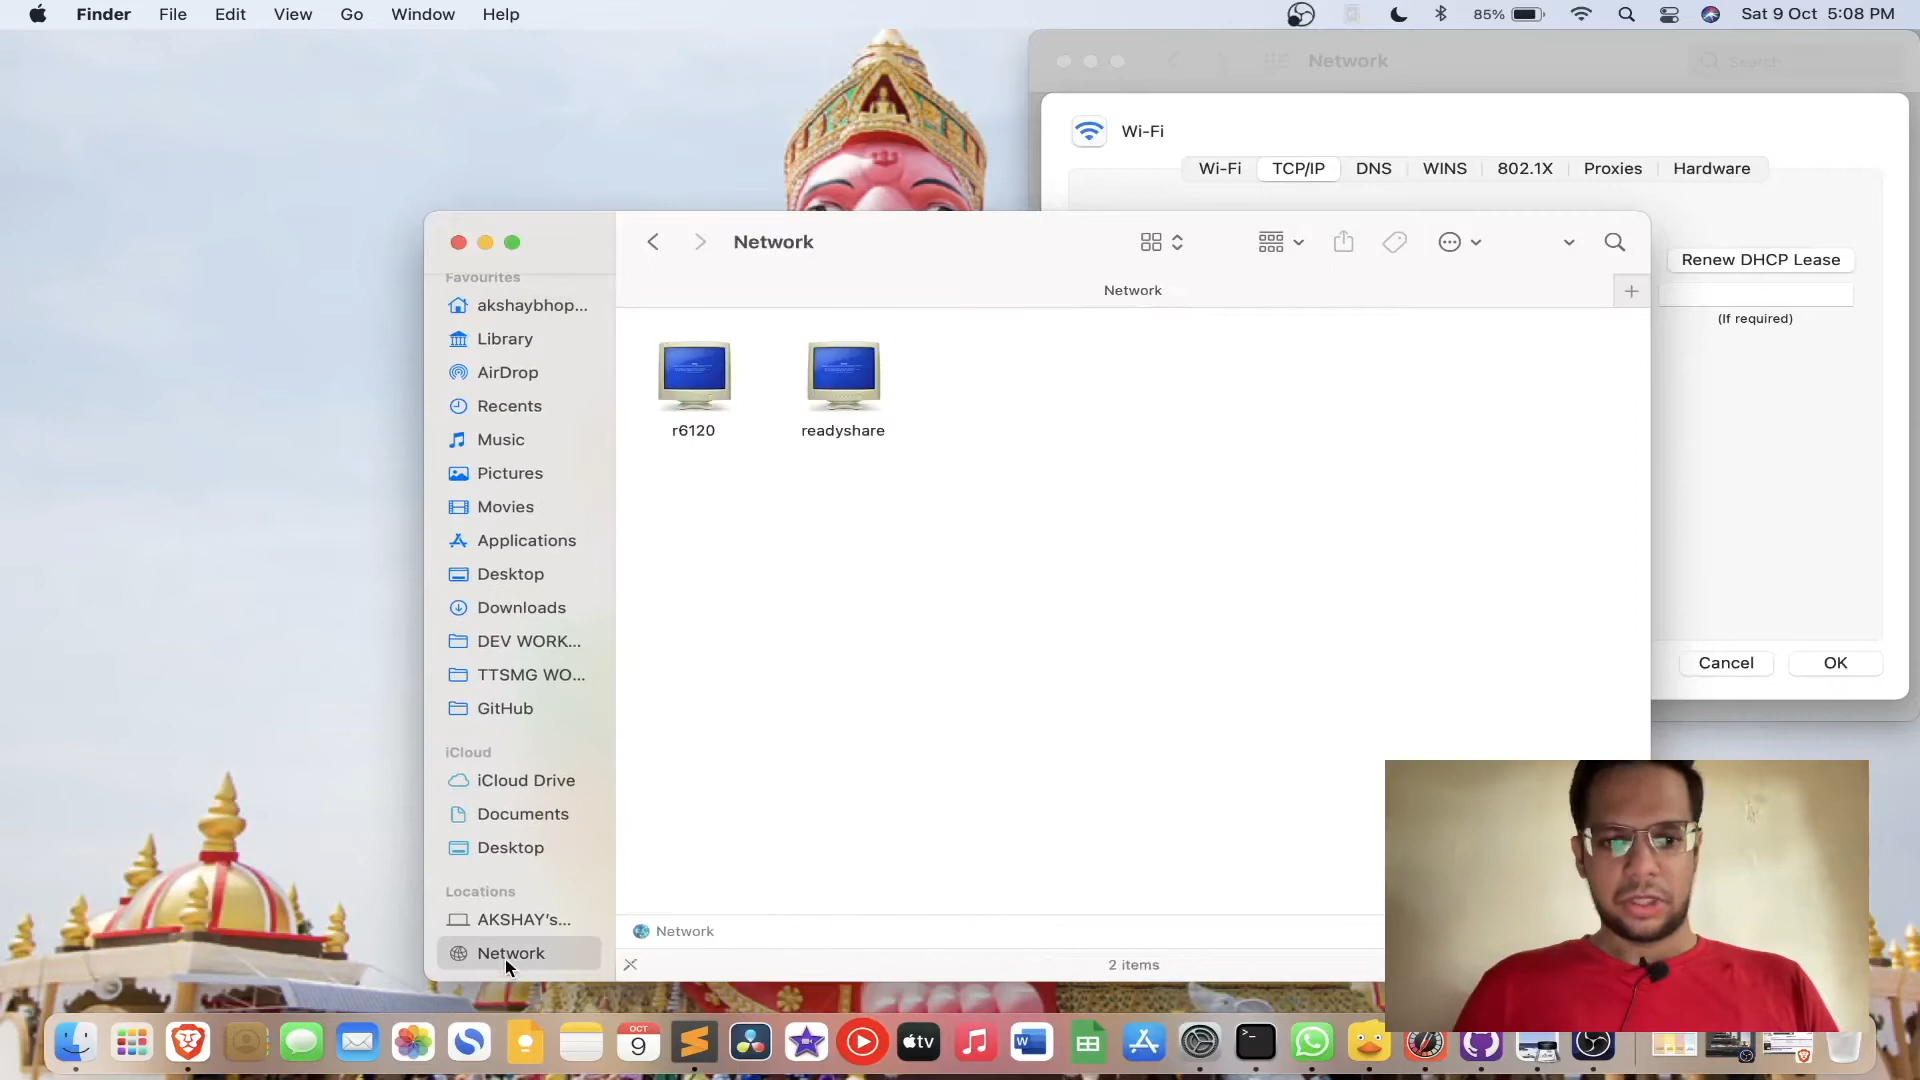 Finder File Edit View Go Window Help
85% Sat 9 Oct 5:08 PM
Network
Search
Wi-Fi
Wi-Fi TCP/IP DNS WINS 802.1X Proxies Hardware
Renew DHCP Lease
(If required)
Cancel OK
Network
Network
Favourites
akshaybhop...
Library
AirDrop
Recents
Music
Pictures
Movies
Applications
Desktop
Downloads
DEV WORK...
TTSMG WO...
GitHub
iCloud
iCloud Drive
Documents
Desktop
Locations
AKSHAY’s...
Network
r6120 readyshare
Network
2 items
OCT
9
tv
W